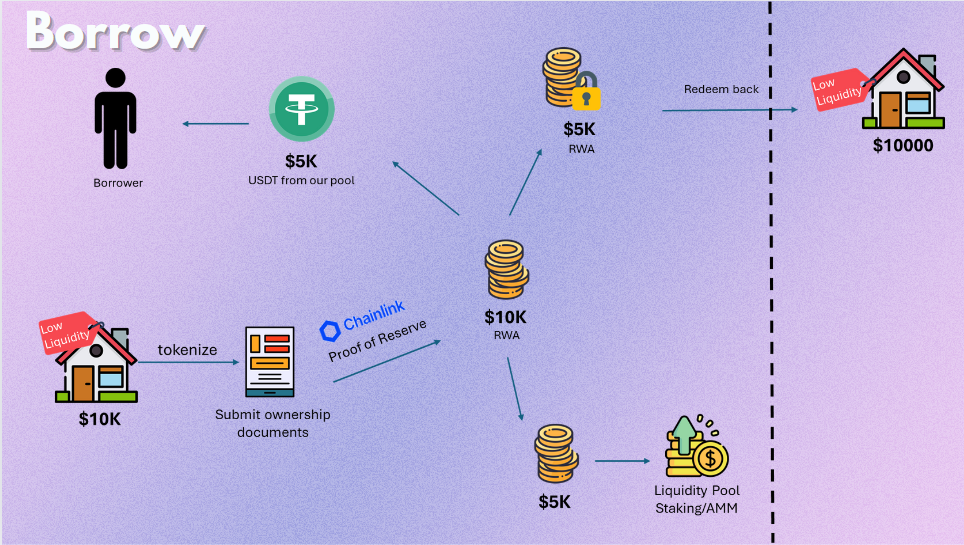 Borrow
Borrower
$5K
USDT from our pool
$5K
RWA
Redeem back
Low
Liquidity
$10000
$10K
RWA
Low
Liquidity
$10K
tokenize
Submit ownership
documents
Chainlink
Proof of Reserve
$5K
Liquidity Pool
Staking/AMM